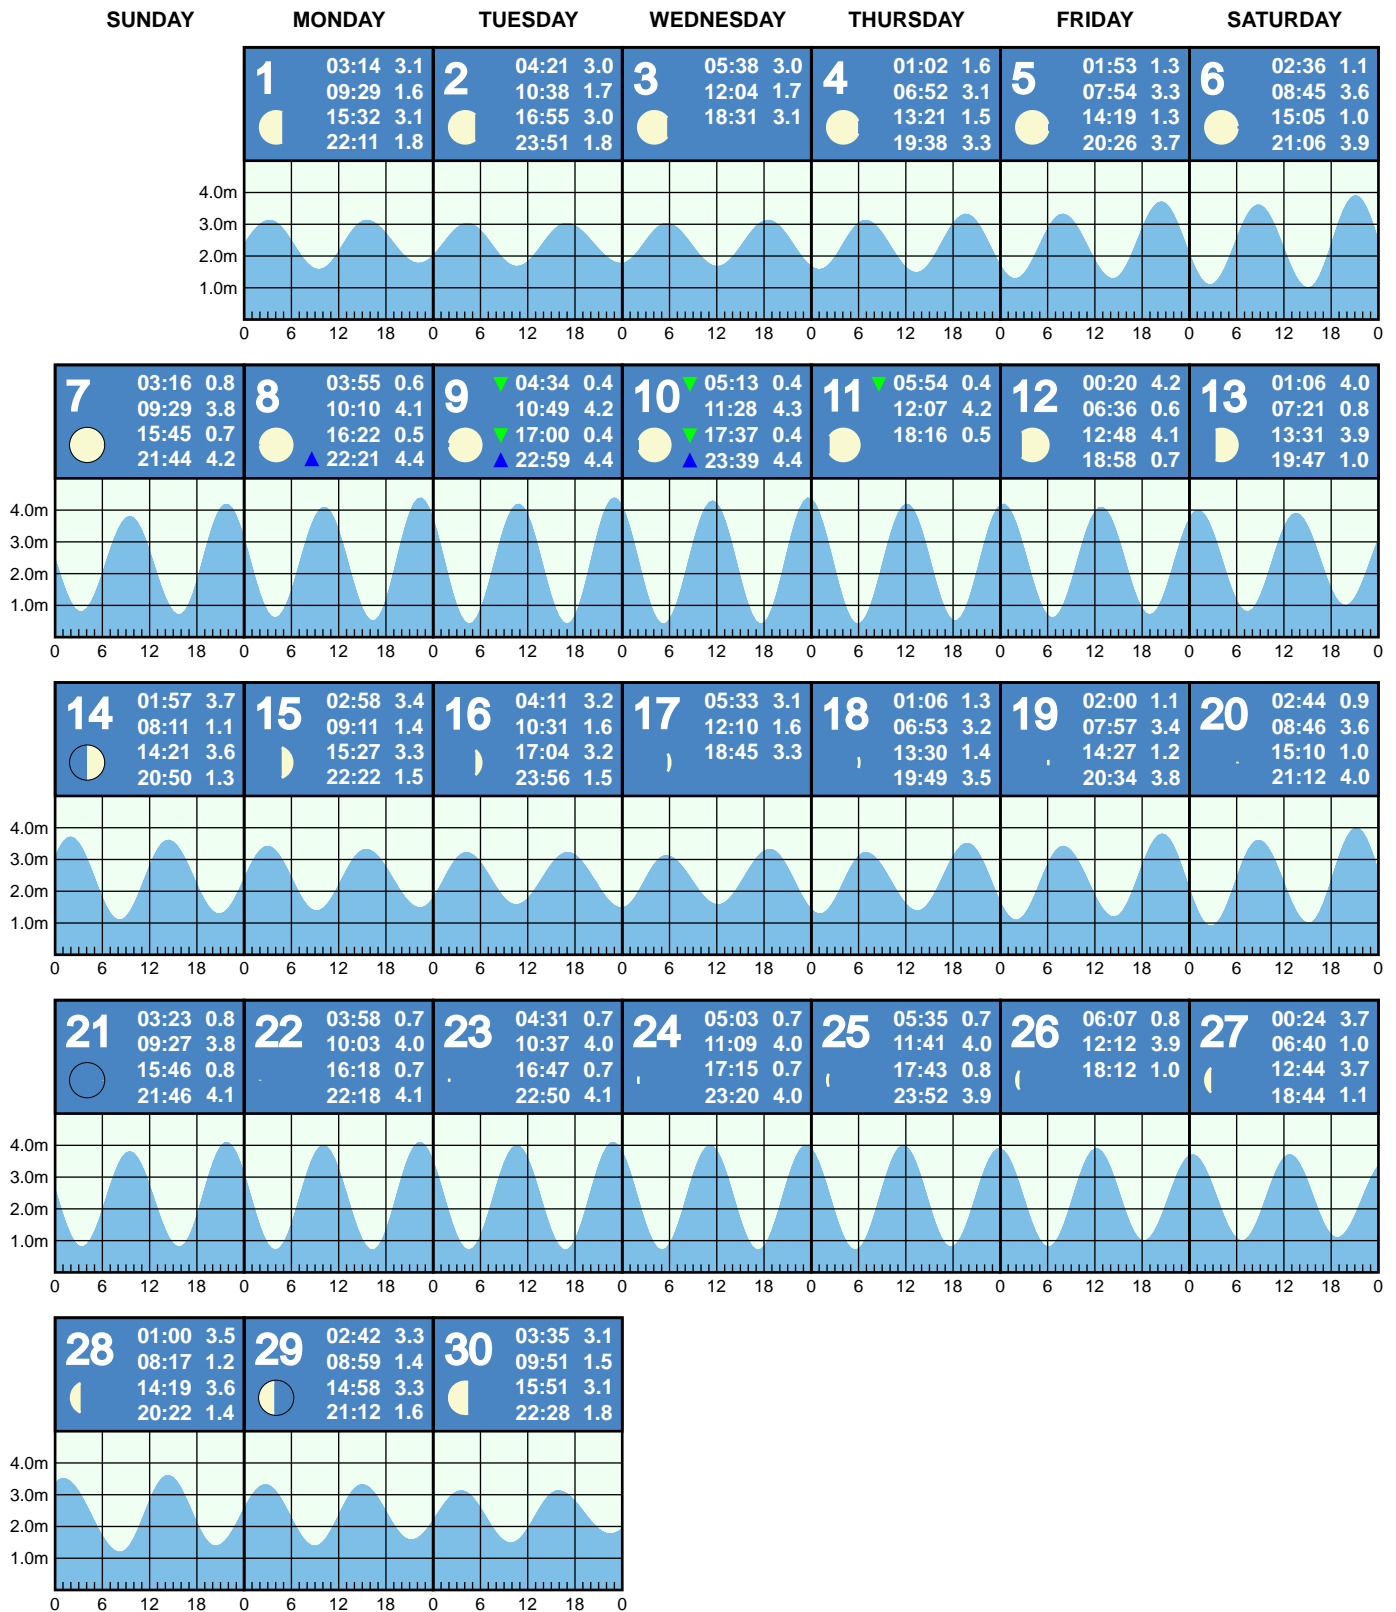 SUNDAY MONDAY TUESDAY WEDNESDAY THURSDAY FRIDAY SATURDAY
1 03:14 3.1
09:29 1.6
15:32 3.1
22:11 1.8
2 04:21 3.0
10:38 1.7
16:55 3.0
23:51 1.8
3 05:38 3.0
12:04 1.7
18:31 3.1
4 01:02 1.6
06:52 3.1
13:21 1.5
19:38 3.3
5 01:53 1.3
07:54 3.3
14:19 1.3
20:26 3.7
6 02:36 1.1
08:45 3.6
15:05 1.0
21:06 3.9
4.0m
3.0m
2.0m
1.0m
0 6 12 18 0 6 12 18 0 6 12 18 0 6 12 18 0 6 12 18 0 6 12 18 0
7 03:16 0.8
09:29 3.8
15:45 0.7
21:44 4.2
8 03:55 0.6
10:10 4.1
16:22 0.5
22:21 4.4
9 04:34 0.4
10:49 4.2
17:00 0.4
22:59 4.4
10 05:13 0.4
11:28 4.3
17:37 0.4
23:39 4.4
11 05:54 0.4
12:07 4.2
18:16 0.5
12 00:20 4.2
06:36 0.6
12:48 4.1
18:58 0.7
13 01:06 4.0
07:21 0.8
13:31 3.9
19:47 1.0
4.0m
3.0m
2.0m
1.0m
0 6 12 18 0 6 12 18 0 6 12 18 0 6 12 18 0 6 12 18 0 6 12 18 0 6 12 18 0
14 01:57 3.7
08:11 1.1
14:21 3.6
20:50 1.3
15 02:58 3.4
09:11 1.4
15:27 3.3
22:22 1.5
16 04:11 3.2
10:31 1.6
17:04 3.2
23:56 1.5
17 05:33 3.1
12:10 1.6
18:45 3.3
18 01:06 1.3
06:53 3.2
13:30 1.4
19:49 3.5
19 02:00 1.1
07:57 3.4
14:27 1.2
20:34 3.8
20 02:44 0.9
08:46 3.6
15:10 1.0
21:12 4.0
4.0m
3.0m
2.0m
1.0m
0 6 12 18 0 6 12 18 0 6 12 18 0 6 12 18 0 6 12 18 0 6 12 18 0 6 12 18 0
21 03:23 0.8
09:27 3.8
15:46 0.8
21:46 4.1
22 03:58 0.7
10:03 4.0
16:18 0.7
22:18 4.1
23 04:31 0.7
10:37 4.0
16:47 0.7
22:50 4.1
24 05:03 0.7
11:09 4.0
17:15 0.7
23:20 4.0
25 05:35 0.7
11:41 4.0
17:43 0.8
23:52 3.9
26 06:07 0.8
12:12 3.9
18:12 1.0
27 00:24 3.7
06:40 1.0
12:44 3.7
18:44 1.1
4.0m
3.0m
2.0m
1.0m
0 6 12 18 0 6 12 18 0 6 12 18 0 6 12 18 0 6 12 18 0 6 12 18 0 6 12 18 0
28 01:00 3.5
08:17 1.2
14:19 3.6
20:22 1.4
29 02:42 3.3
08:59 1.4
14:58 3.3
21:12 1.6
30 03:35 3.1
09:51 1.5
15:51 3.1
22:28 1.8
4.0m
3.0m
2.0m
1.0m
0 6 12 18 0 6 12 18 0 6 12 18 0